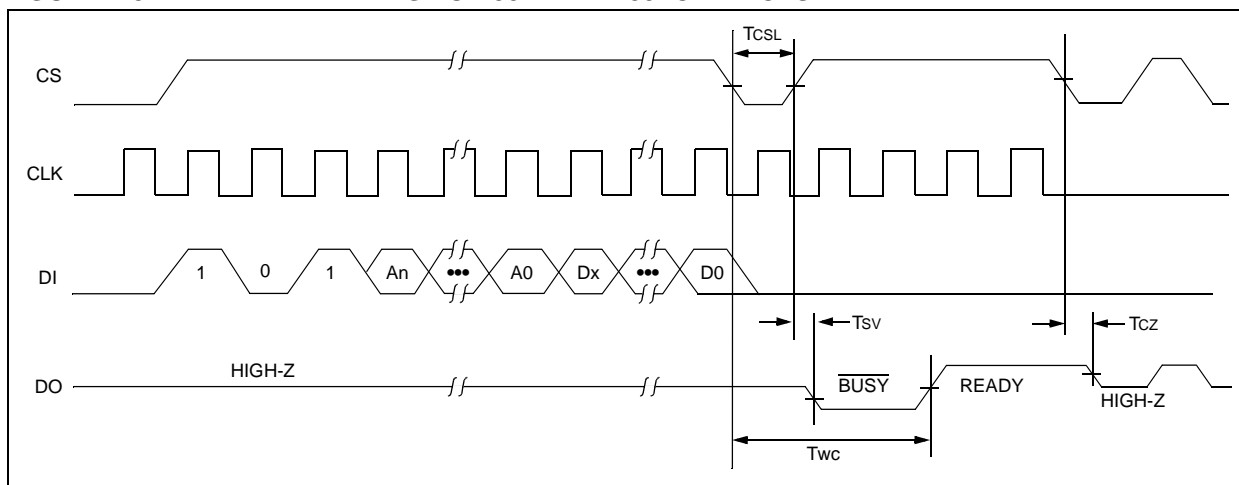 TCSL
CS
CLK
DI
1
0
1
An
•••
A0
Dx
•••
D0
TSV
TCZ
DO
HIGH-Z
BUSY
READY
HIGH-Z
TWC